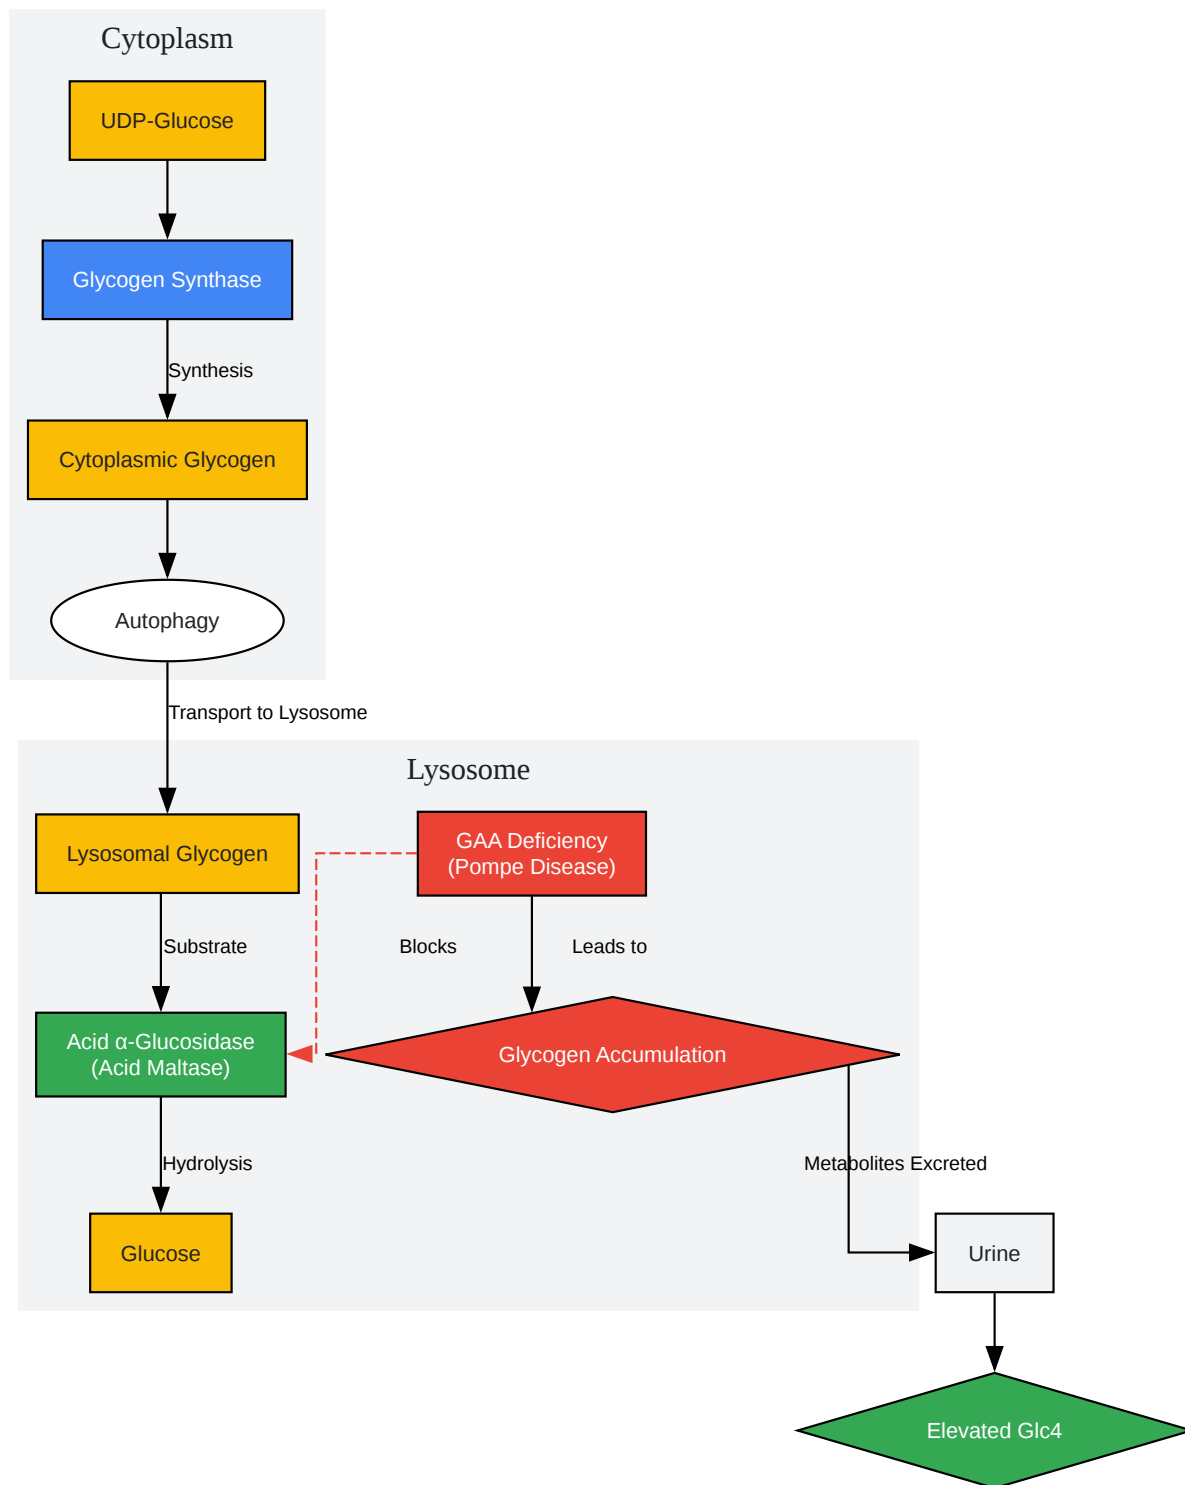 Cytoplasm
UDP-Glucose
Glycogen Synthase
Synthesis
Cytoplasmic Glycogen
Autophagy
Transport to Lysosome
Lysosome
Lysosomal Glycogen
GAA Deficiency
(Pompe Disease)
Substrate
Blocks
Leads to
Acid α-Glucosidase
(Acid Maltase)
Glycogen Accumulation
Hydrolysis
Metabolites Excreted
Glucose
Urine
Elevated Glc4